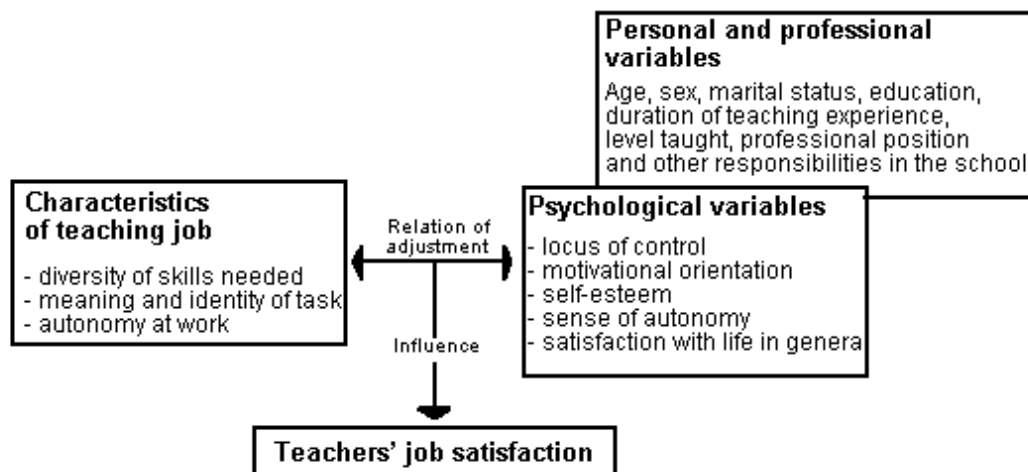 Personal and professional
variables
Age, sex, marital status, education,
duration of teaching experience,
level taught, professional position
and other responsibilities in the school
Characteristics
of teaching job
- diversity of skills needed
- meaning and identity of task
- autonomy at work
Relation of
adjustment
Psychological variables
- locus of control
- motivational orientation
- self-esteem
- sense of autonomy
- satisfaction with life in genera
Influence
Teachers' job satisfaction